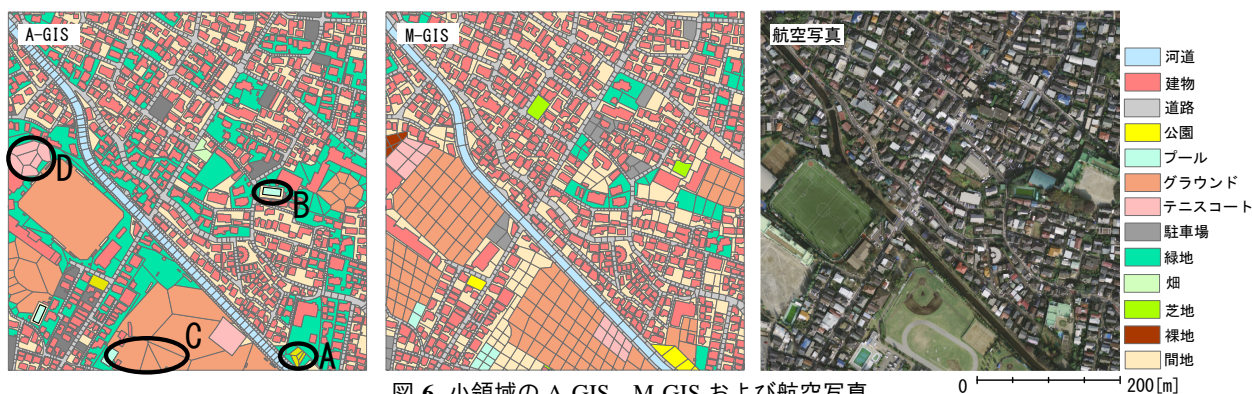 A-GIS
M-GIS
航空写真
D
B
C
A
河道
建物
道路
公園
プール
グラウンド
テニスコート
駐車場
緑地
畑
芝地
裸地
間地
図 6 小領域の A-GIS，M-GIS および航空写真
0 200[m]